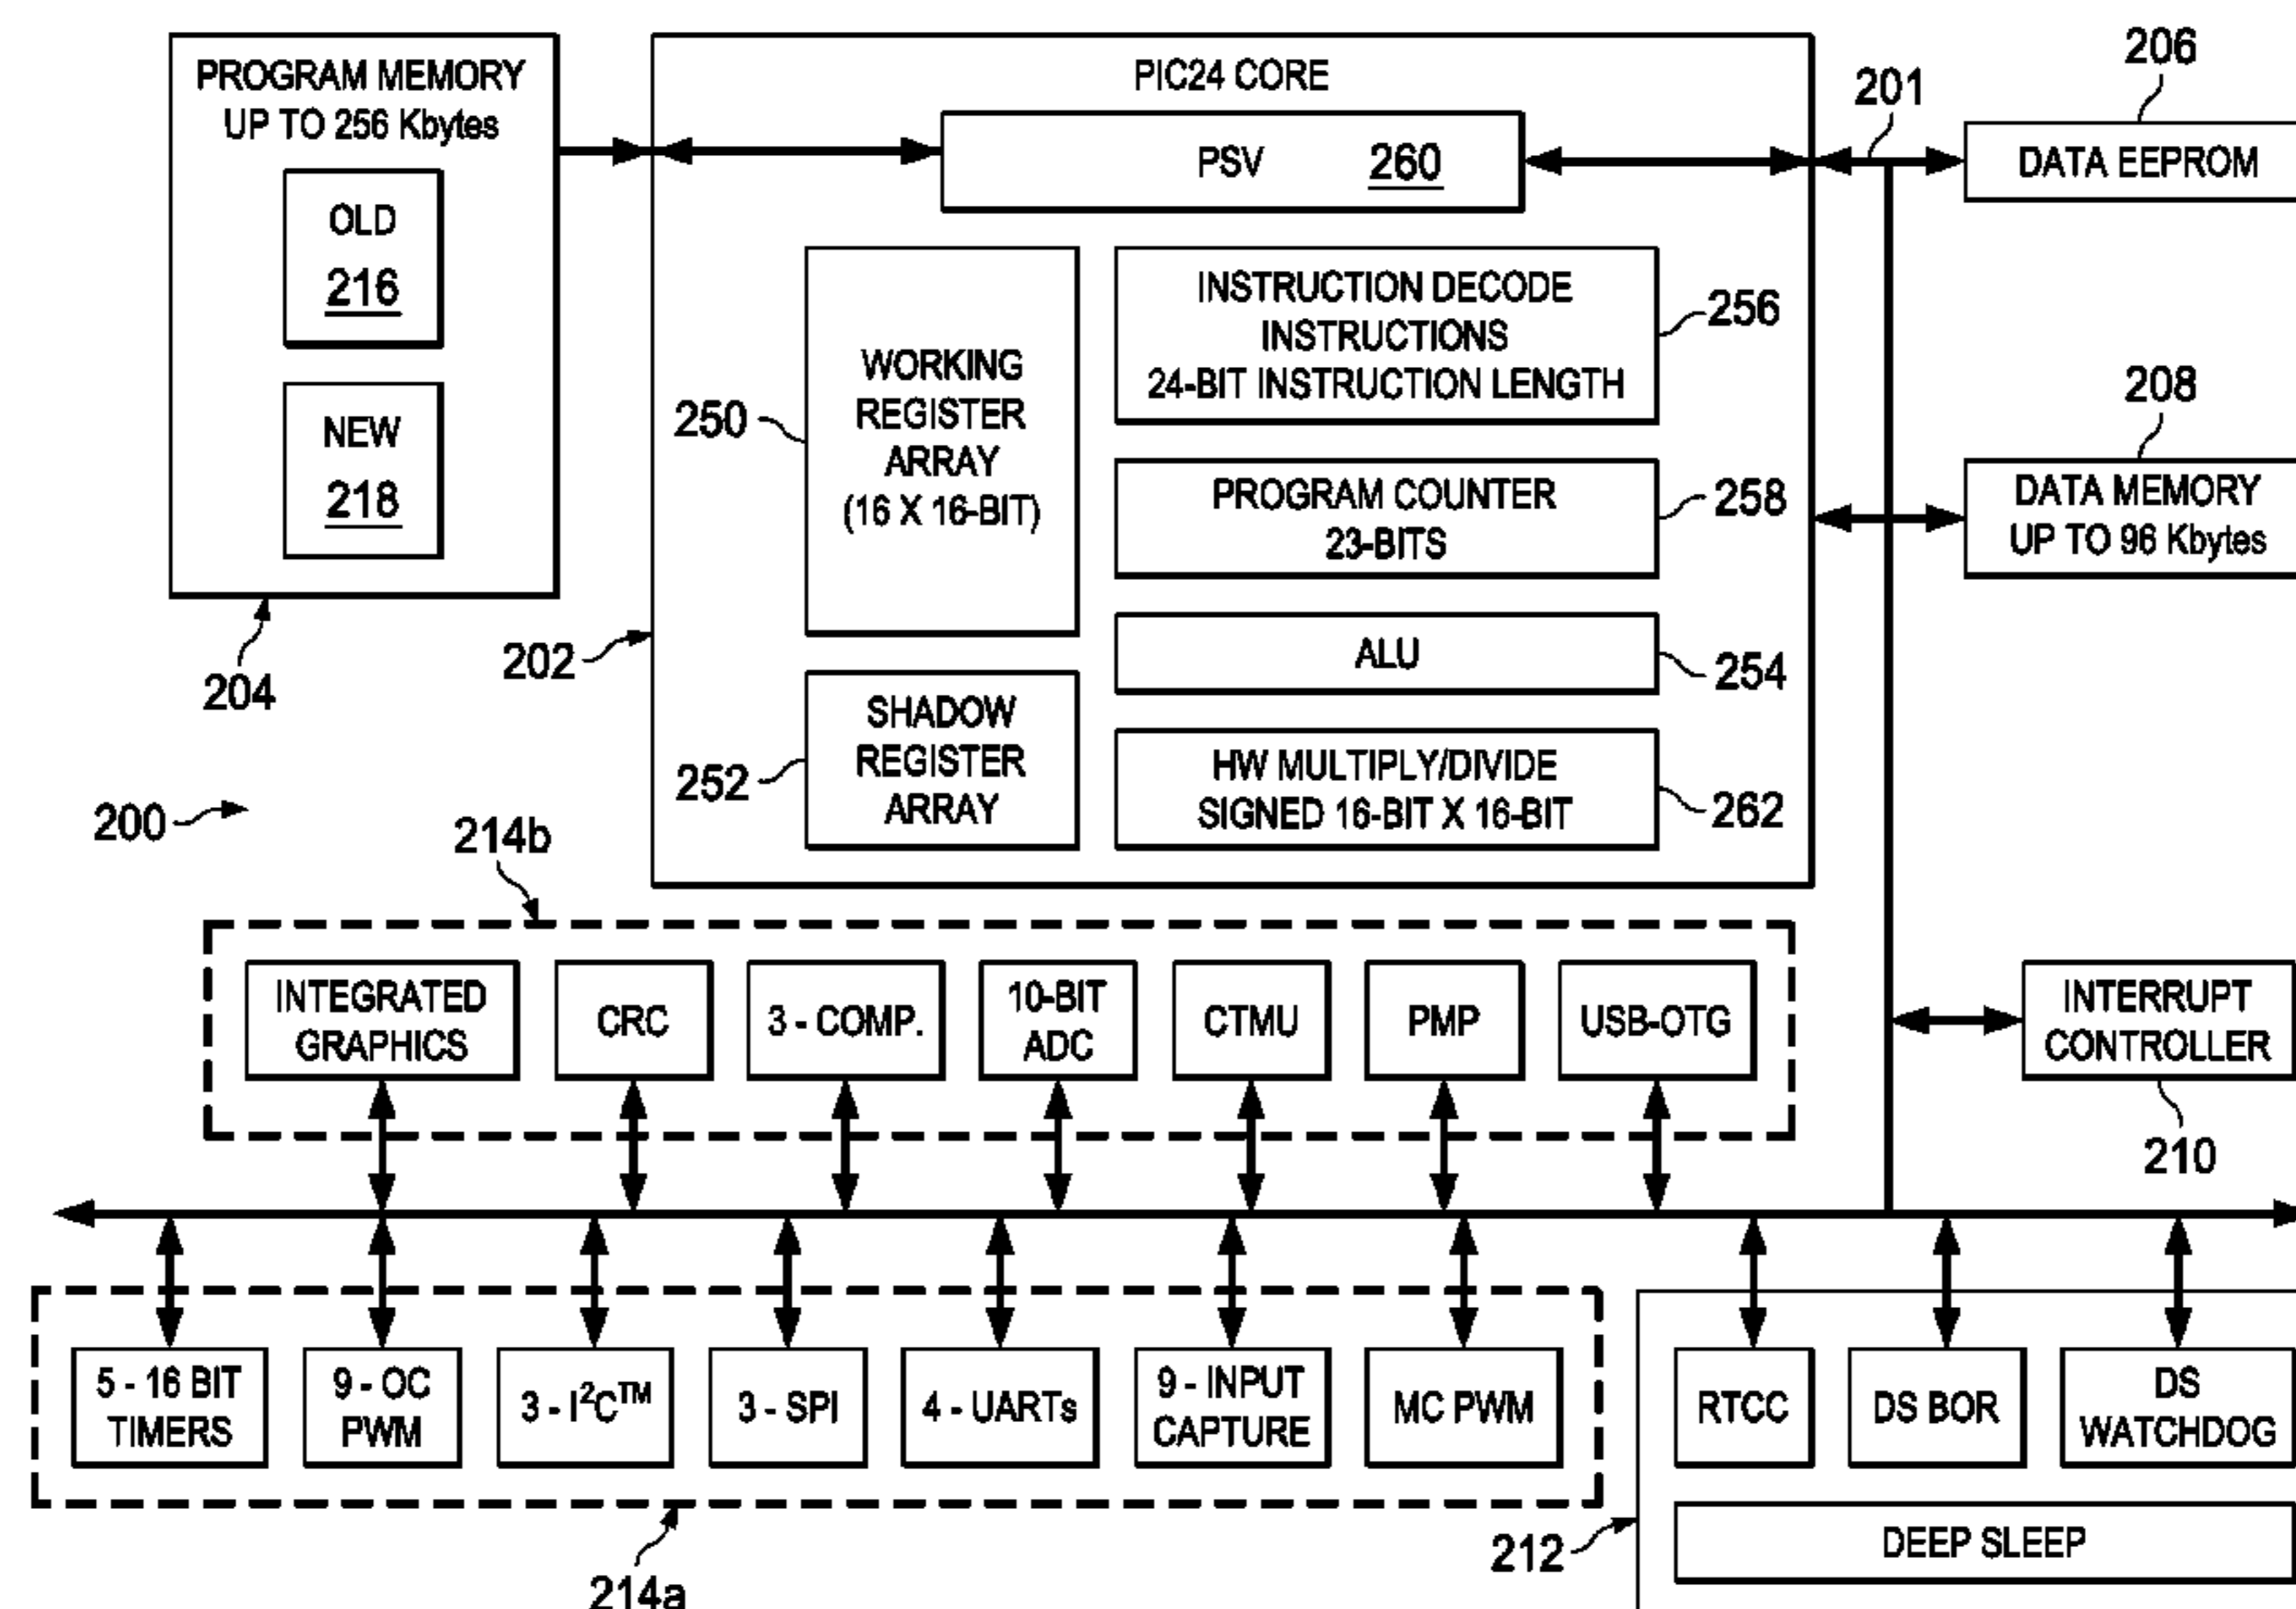 PROGRAM MEMORY
UP TO 256 Kbytes
OLD
216
NEW
218
204
PIC24 CORE
PSV 260
WORKING
REGISTER
ARRAY
(16 X 16-BIT)
250
INSTRUCTION DECODE
INSTRUCTIONS
24-BIT INSTRUCTION LENGTH
256
PROGRAM COUNTER
23-BITS
258
ALU
254
SHADOW
REGISTER
ARRAY
252
HW MULTIPLY/DIVIDE
SIGNED 16-BIT X 16-BIT
262
202
201
206
DATA EEPROM
208
DATA MEMORY
UP TO 96 Kbytes
200
214b
INTEGRATED
GRAPHICS
CRC
3 - COMP.
10-BIT
ADC
CTMU
PMP
USB-OTG
INTERRUPT
CONTROLLER
210
5 - 16 BIT
TIMERS
9 - OC
PWM
3 - I²C™
3 - SPI
4 - UARTs
9 - INPUT
CAPTURE
MC PWM
RTCC
DS BOR
DS
WATCHDOG
DEEP SLEEP
212
214a